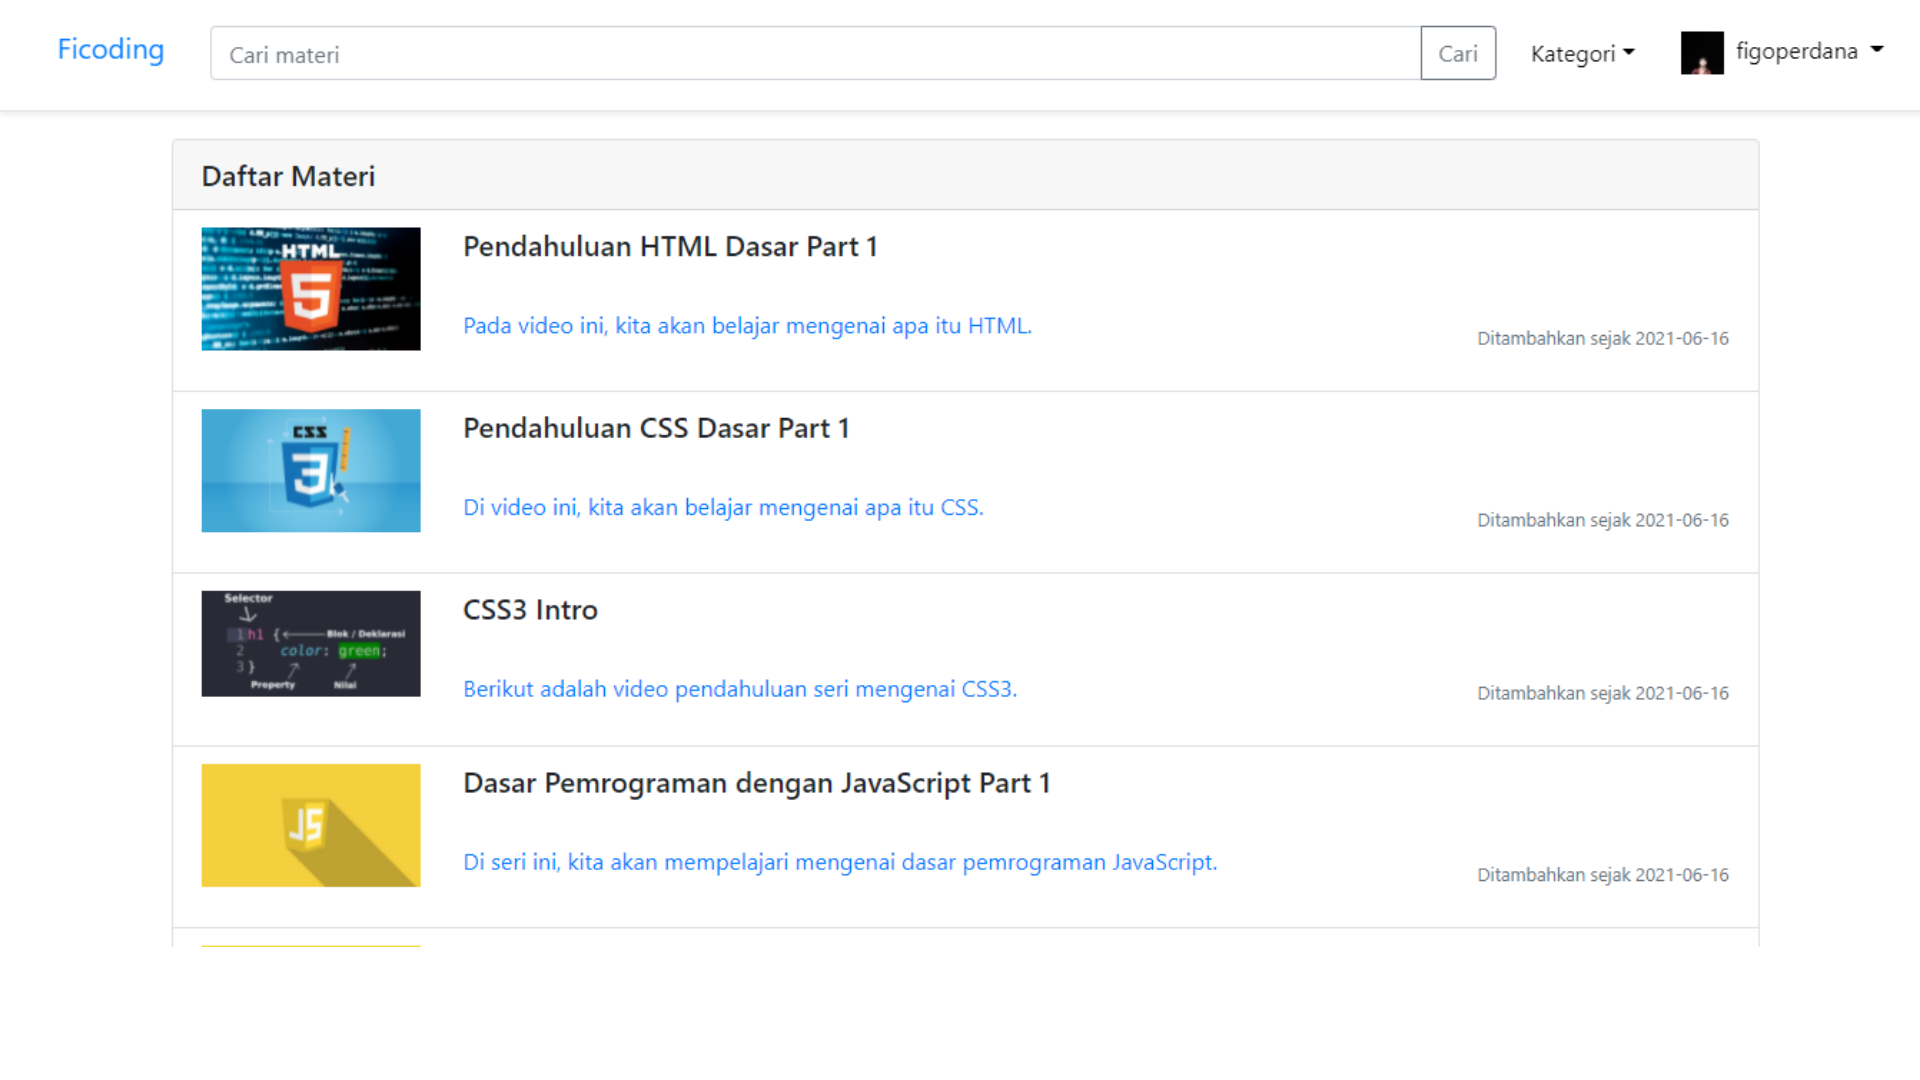 Ficoding
Cari materi
Cari
Kategori
figoperdana
Daftar Materi
HTML
5
Pendahuluan HTML Dasar Part 1
Pada video ini, kita akan belajar mengenai apa itu HTML.
Ditambahkan sejak 2021-06-16
CSS
3
Pendahuluan CSS Dasar Part 1
Di video ini, kita akan belajar mengenai apa itu CSS.
Ditambahkan sejak 2021-06-16
Selector
1 h1 { Blok / Deklarasi
2 color: green;
3 }
Property Nilai
CSS3 Intro
Berikut adalah video pendahuluan seri mengenai CSS3.
Ditambahkan sejak 2021-06-16
JS
Dasar Pemrograman dengan JavaScript Part 1
Di seri ini, kita akan mempelajari mengenai dasar pemrograman JavaScript.
Ditambahkan sejak 2021-06-16